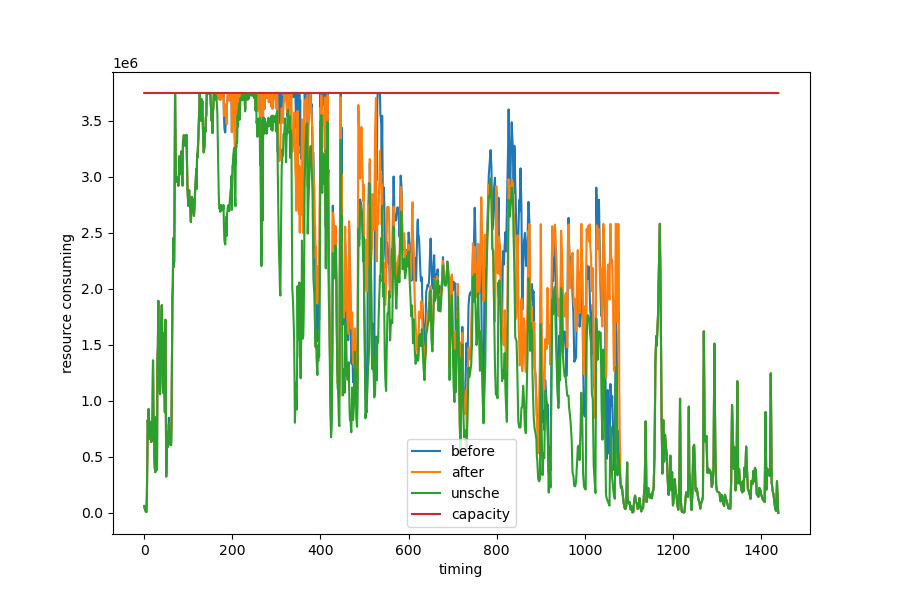 1e6
3.5
3.0
2.5
2.0
1.5
1.0
0.5
0.0
resource consuming
before
after
unsche
capacity
0 200 400 600 800 1000 1200 1400
timing